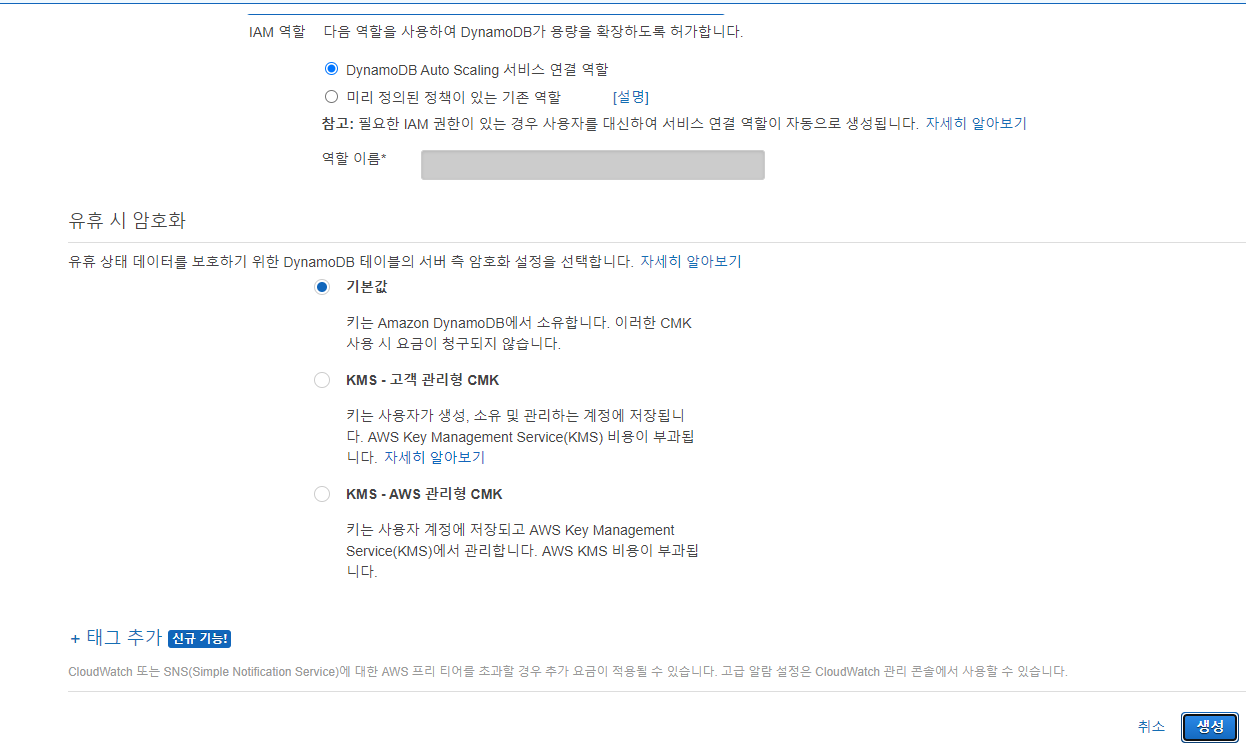 IAM 역할 다음 역할을 사용하여 DynamoDB가 용량을 확장하도록 허가합니다.
DynamoDB Auto Scaling 서비스 연결 역할
미리 정의된 정책이 있는 기존 역할 [설명]
참고: 필요한 IAM 권한이 있는 경우 사용자를 대신하여 서비스 연결 역할이 자동으로 생성됩니다. 자세히 알아보기
역할 이름*
유휴 시 암호화
유휴 상태 데이터를 보호하기 위한 DynamoDB 테이블의 서버 측 암호화 설정을 선택합니다. 자세히 알아보기
기본값
키는 Amazon DynamoDB에서 소유합니다. 이러한 CMK
사용 시 요금이 청구되지 않습니다.
KMS - 고객 관리형 CMK
키는 사용자가 생성, 소유 및 관리하는 계정에 저장됩니
다. AWS Key Management Service(KMS) 비용이 부과됩
니다. 자세히 알아보기
KMS - AWS 관리형 CMK
키는 사용자 계정에 저장되고 AWS Key Management
Service(KMS)에서 관리합니다. AWS KMS 비용이 부과됩
니다.
+ 태그 추가 신규 기능!
CloudWatch 또는 SNS(Simple Notification Service)에 대한 AWS 프리 티어를 초과할 경우 추가 요금이 적용될 수 있습니다. 고급 알람 설정은 CloudWatch 관리 콘솔에서 사용할 수 있습니다.
취소 생성